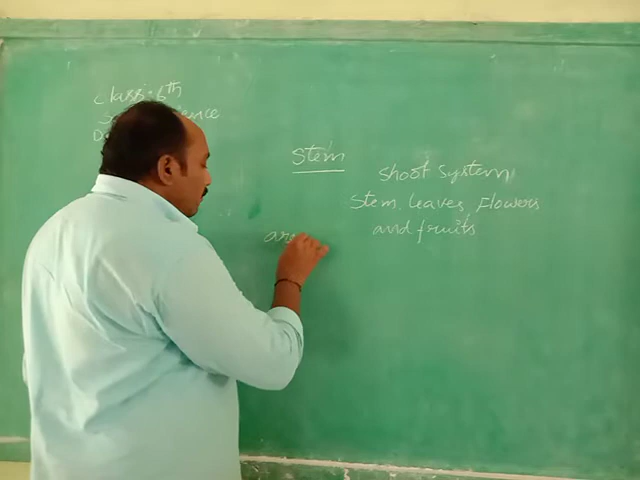 Class: 6th
Stem
Shoot System
Stem, leaves, Flowers
and fruits